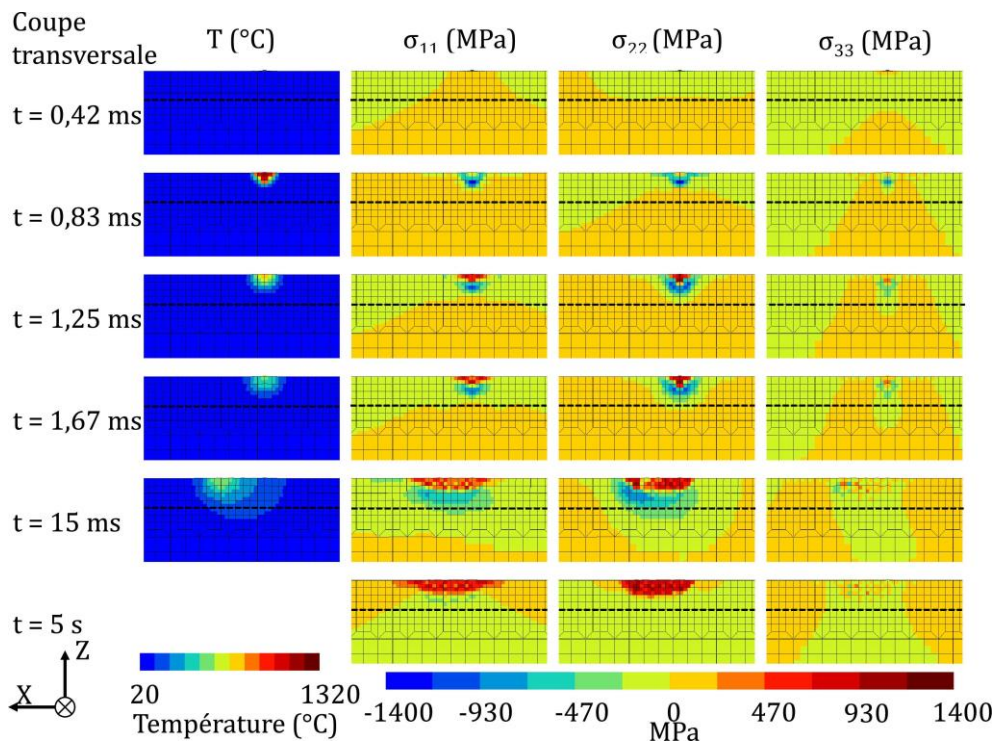 Coupe
transversale
T (°C)
σ11 (MPa)
σ22 (MPa)
σ33 (MPa)
t = 0,42 ms
t = 0,83 ms
t = 1,25 ms
t = 1,67 ms
t = 15 ms
t = 5 s
Z
X
20 1320
Température (°C)
-1400 -930 -470 0 470 930 1400
MPa